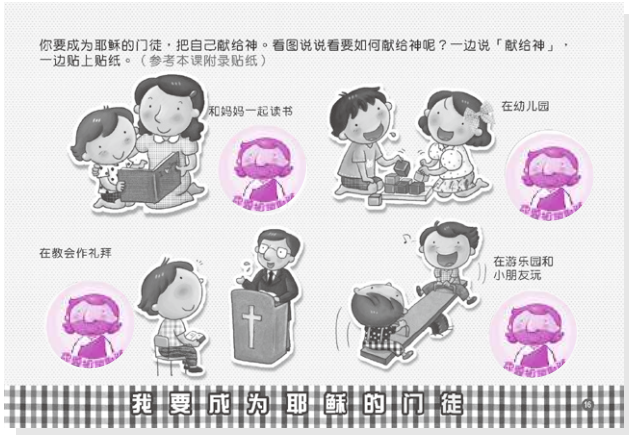 你要成为耶稣的门徒，把自己献给神。看图说说看要如何献给神呢？一边说「献给神」，
一边贴上贴纸。（参考本课附录贴纸）
和妈妈一起读书
在幼儿园
在教会作礼拜
在游乐园和
小朋友玩
我要成为耶稣的门徒